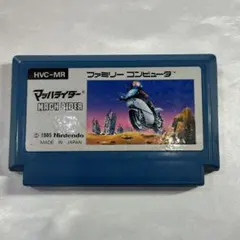 HVC-MR
ファミリー コンピュータ
マッハライダー
MACH RIDER
© 1985 Nintendo
MADE IN JAPAN